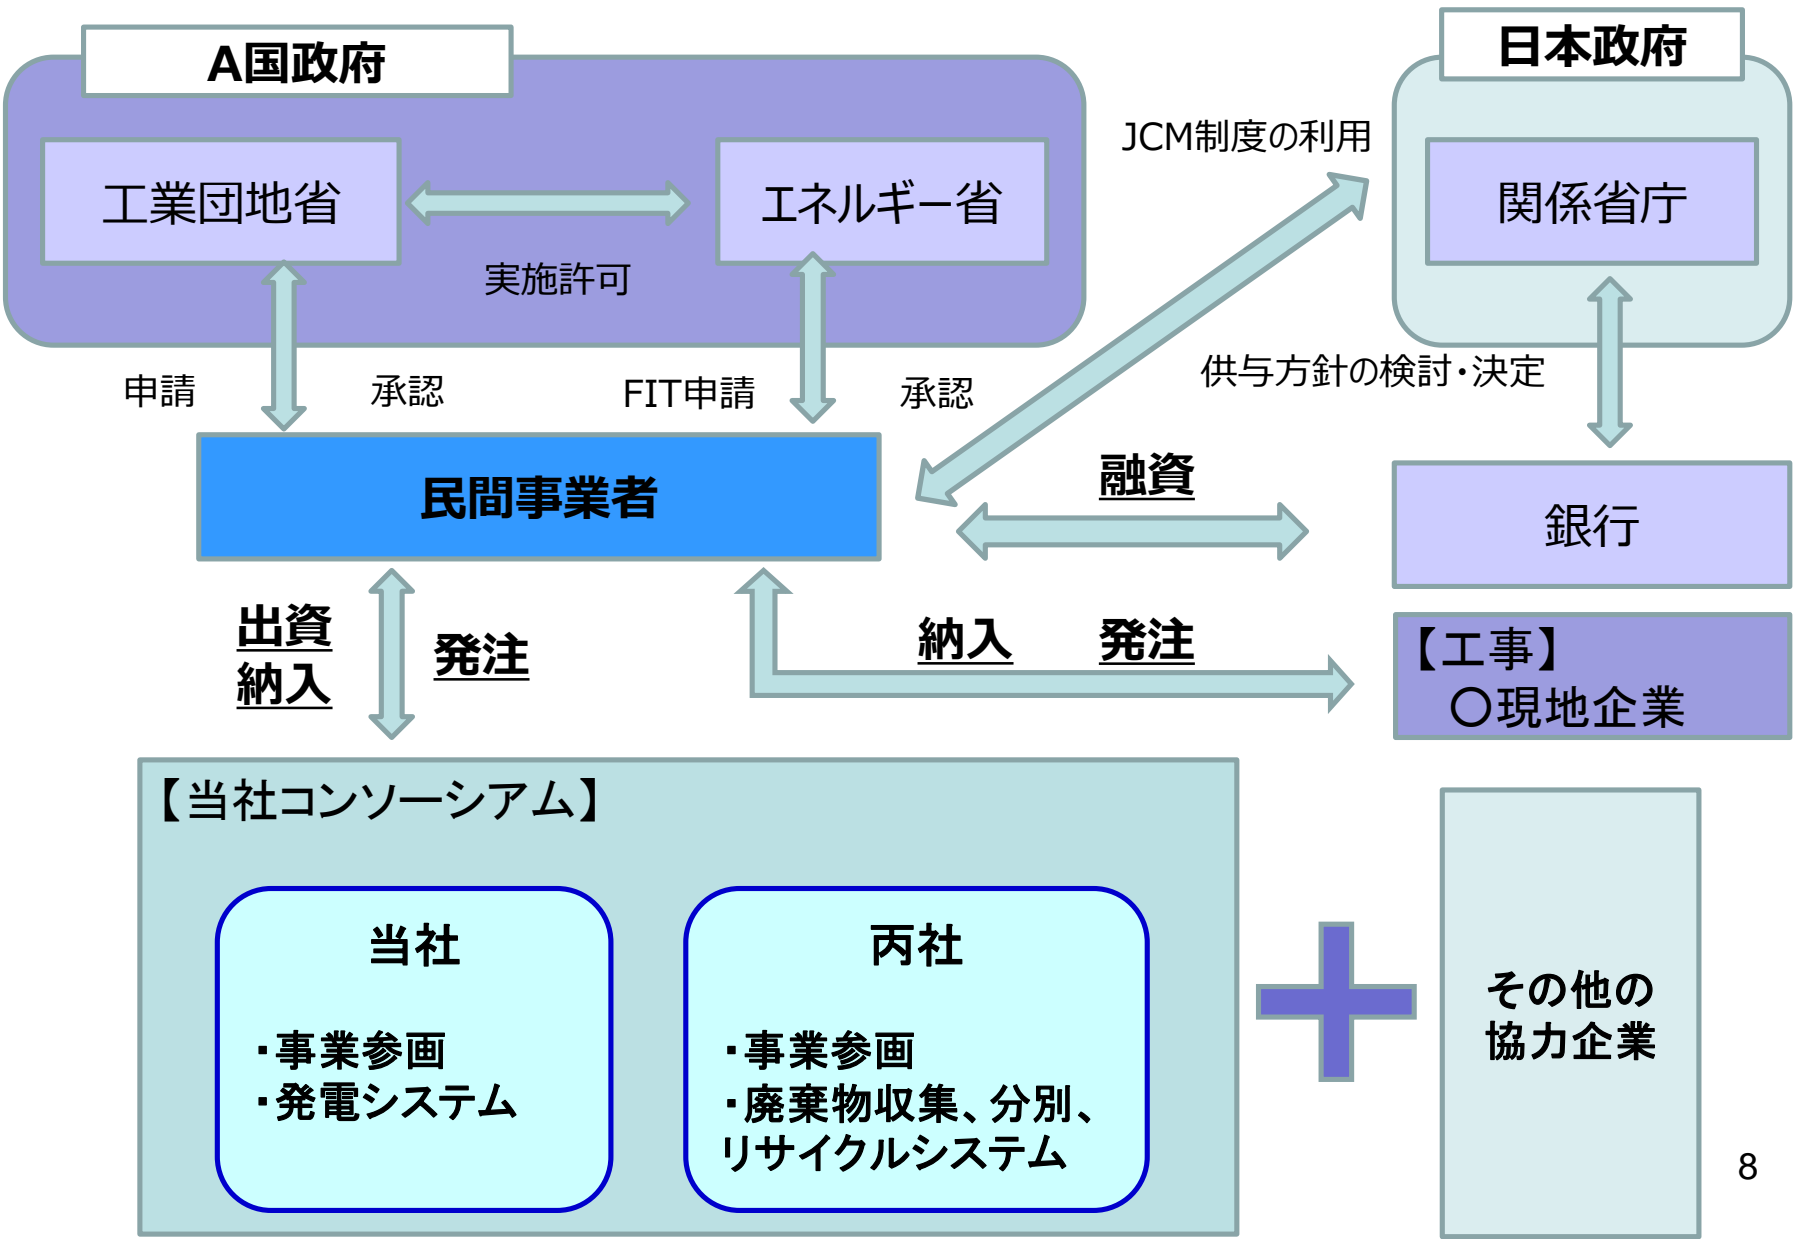 A国政府
日本政府
工業団地省
エネルギー省
実施許可
JCM制度の利用
関係省庁
申請
承認
FIT申請
承認
供与方針の検討・決定
民間事業者
融資
銀行
出資
納入
発注
納入
発注
【工事】
〇現地企業
【当社コンソーシアム】
当社
・事業参画
・発電システム
丙社
・事業参画
・廃棄物収集、分別、
リサイクルシステム
その他の
協力企業
8